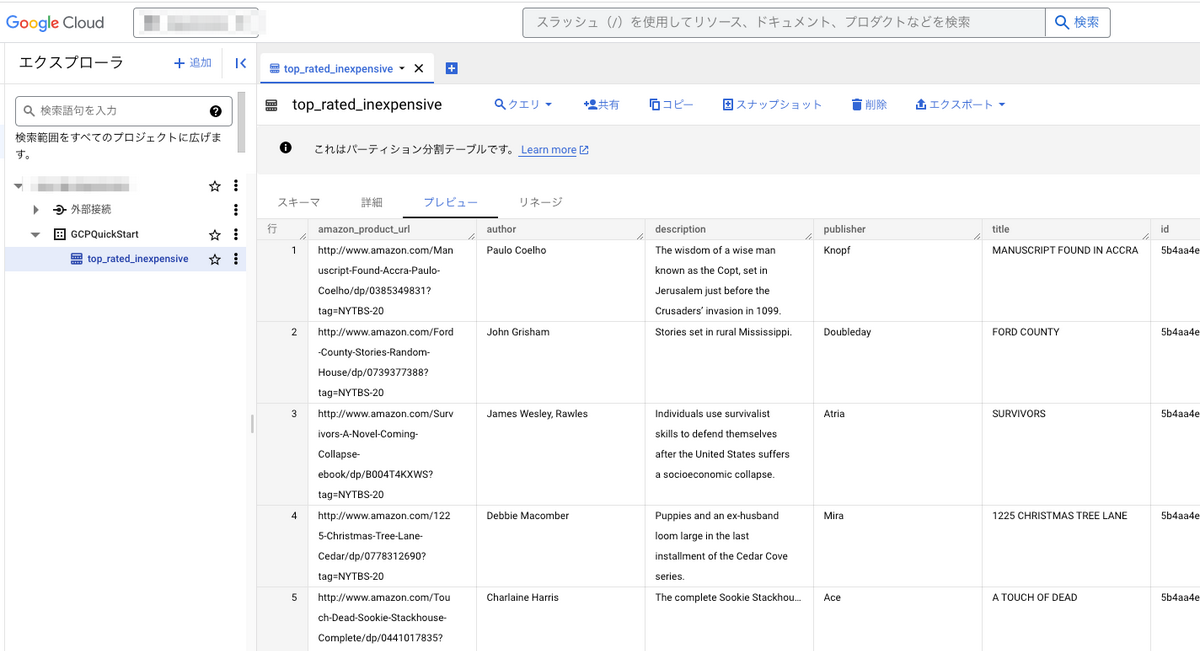 Google Cloud
スラッシュ（/）を使用してリソース、ドキュメント、プロダクトなどを検索
検索
エクスプローラ
+ 追加
検索語句を入力
検索範囲をすべてのプロジェクトに広げま
す。
外部接続
GCPQuickStart
top_rated_inexpensive
top_rated_inexpensive
top_rated_inexpensive
クエリ
共有
コピー
スナップショット
削除
エクスポート
これはパーティション分割テーブルです。 Learn more
スキーマ 詳細 プレビュー リネージ
行 amazon_product_url author description publisher title id
1 http://www.amazon.com/Man Paulo Coelho The wisdom of a wise man Knopf MANUSCRIPT FOUND IN ACCRA 5b4aa4e
uscript-Found-Accra-Paulo- known as the Copt, set in
Coelho/dp/0385349831? Jerusalem just before the
tag=NYTBS-20 Crusaders’ invasion in 1099.
2 http://www.amazon.com/Ford John Grisham Stories set in rural Mississippi. Doubleday FORD COUNTY 5b4aa4e
-County-Stories-Random-
House/dp/0739377388?
tag=NYTBS-20
3 http://www.amazon.com/Surv James Wesley, Rawles Individuals use survivalist Atria SURVIVORS 5b4aa4e
ivors-A-Novel-Coming- skills to defend themselves
Collapse- after the United States suffers
ebook/dp/B004T4KXWS? a socioeconomic collapse.
tag=NYTBS-20
4 http://www.amazon.com/122 Debbie Macomber Puppies and an ex-husband Mira 1225 CHRISTMAS TREE LANE 5b4aa4e
5-Christmas-Tree-Lane- loom large in the last
Cedar/dp/0778312690? installment of the Cedar Cove
tag=NYTBS-20 series.
5 http://www.amazon.com/Tou Charlaine Harris The complete Sookie Stackhou... Ace A TOUCH OF DEAD 5b4aa4e
ch-Dead-Sookie-Stackhouse-
Complete/dp/0441017835?